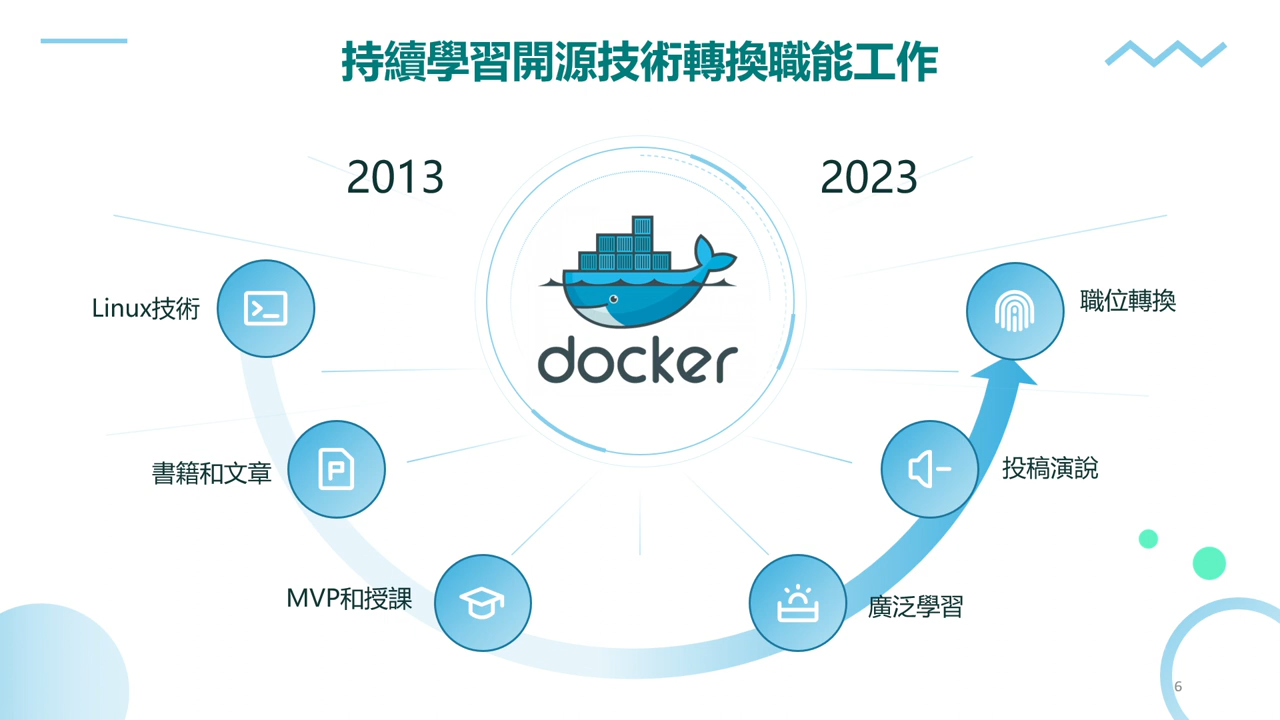 持續學習開源技術轉換職能工作
2013
2023
docker
Linux技術
職位轉換
書籍和文章
投稿演說
MVP和授課
廣泛學習
6